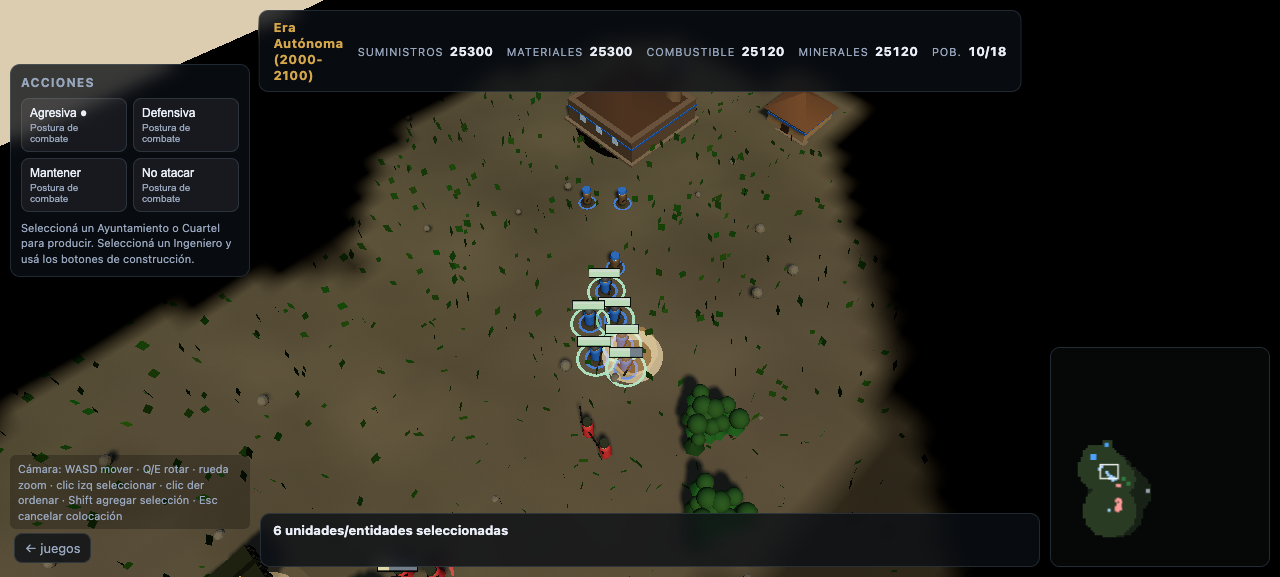 Era
Autónoma
(2000-
2100)
SUMINISTROS 25300 MATERIALES 25300 COMBUSTIBLE 25120 MINERALES 25120 POB. 10/18
ACCIONES
Agresiva •
Postura de
combate
Defensiva
Postura de
combate
Mantener
Postura de
combate
No atacar
Postura de
combate
Seleccioná un Ayuntamiento o Cuartel
para producir. Seleccioná un Ingeniero y
usá los botones de construcción.
Cámara: WASD mover · Q/E rotar · rueda
zoom · clic izq seleccionar · clic der
ordenar · Shift agregar selección · Esc
cancelar colocación
← juegos
6 unidades/entidades seleccionadas